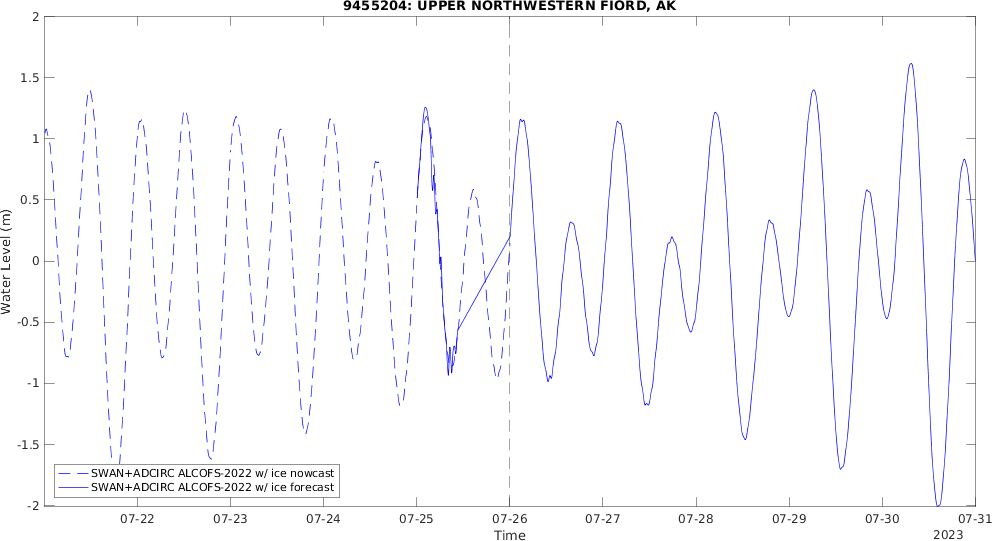 9455204: UPPER NORTHWESTERN FIORD, AK
2
1.5
1
0.5
0
-0.5
-1
-1.5
-2
Water Level (m)
SWAN+ADCIRC ALCOFS-2022 w/ ice nowcast
SWAN+ADCIRC ALCOFS-2022 w/ ice forecast
07-22 07-23 07-24 07-25 07-26 07-27 07-28 07-29 07-30 07-31
Time
2023